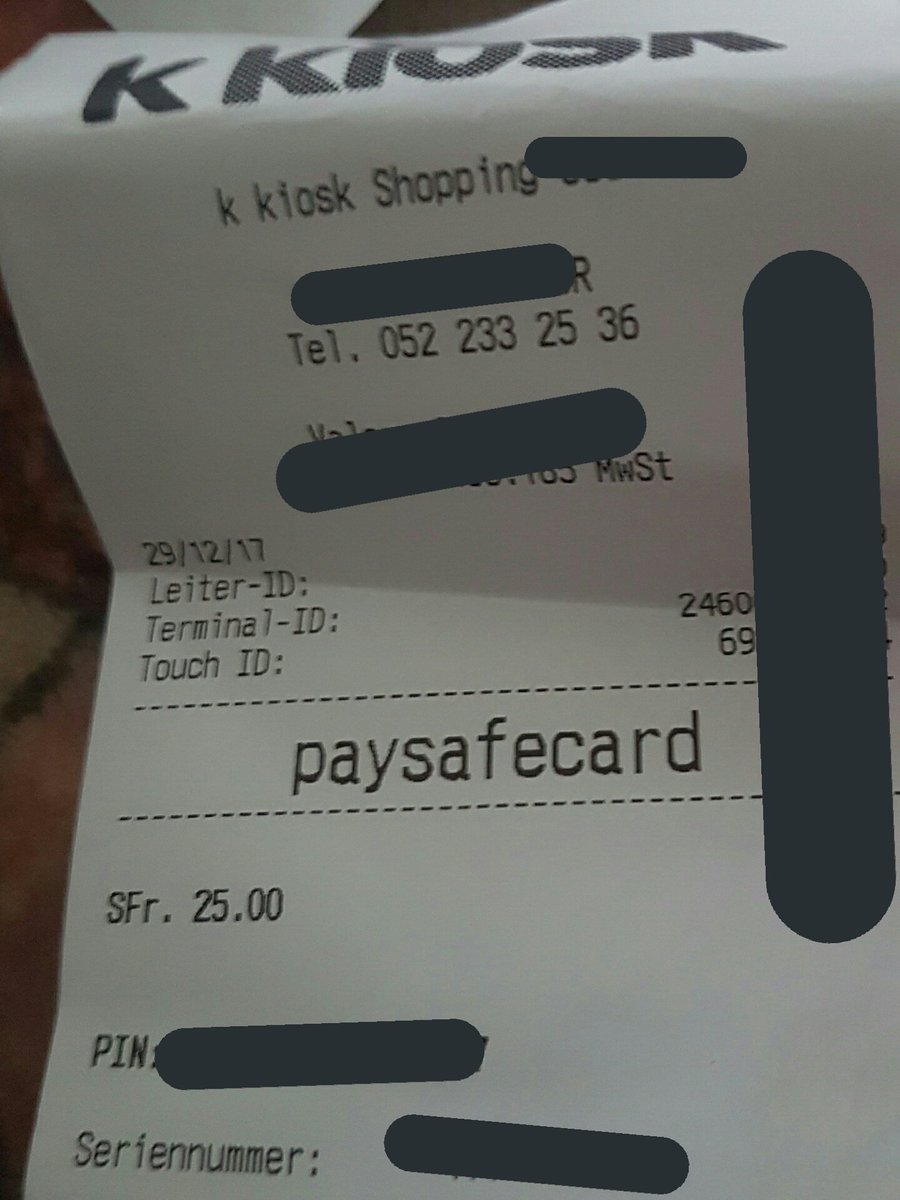 k kiosk
k kiosk Shopping
Tel. 052 233 25 36
MwSt
29/12/17
Leiter-ID:
Terminal-ID: 2460
Touch ID: 69
paysafecard
SFr. 25.00
PIN:
Seriennummer: